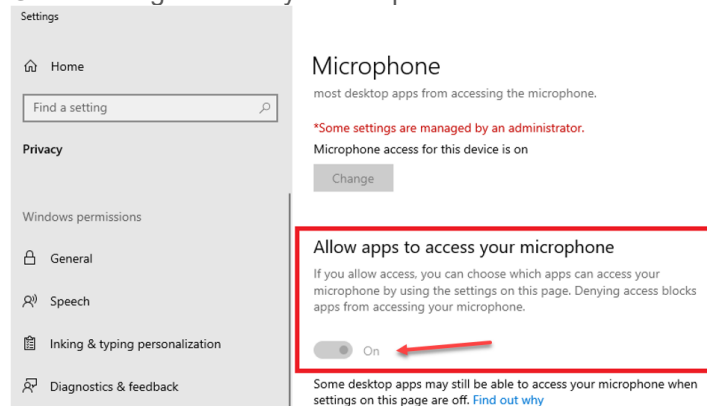 Settings
Home
Find a setting
Privacy
Windows permissions
General
Speech
Inking & typing personalization
Diagnostics & feedback
Microphone
most desktop apps from accessing the microphone.
*Some settings are managed by an administrator.
Microphone access for this device is on
Change
Allow apps to access your microphone
If you allow access, you can choose which apps can access your
microphone by using the settings on this page. Denying access blocks
apps from accessing your microphone.
On
Some desktop apps may still be able to access your microphone when
settings on this page are off. Find out why